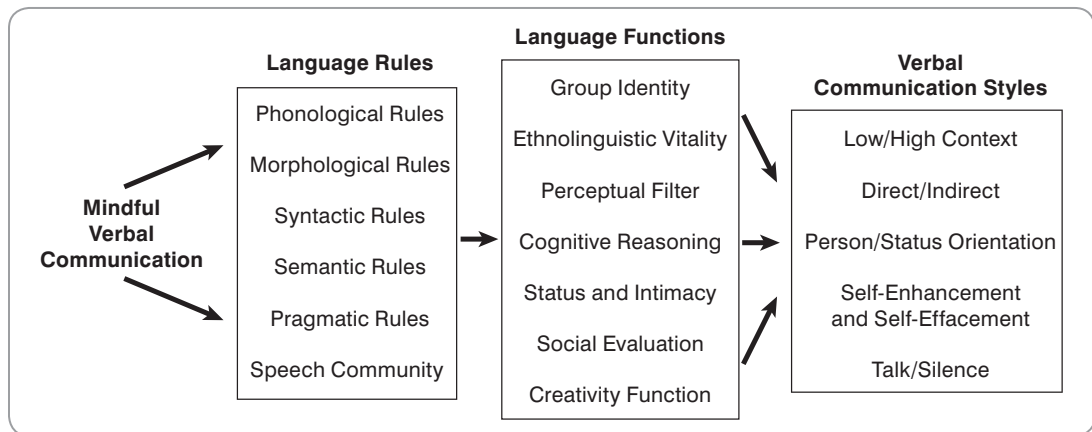 Mindful
Verbal
Communication
Language Rules
Phonological Rules
Morphological Rules
Syntactic Rules
Semantic Rules
Pragmatic Rules
Speech Community
Language Functions
Group Identity
Ethnolinguistic Vitality
Perceptual Filter
Cognitive Reasoning
Status and Intimacy
Social Evaluation
Creativity Function
Verbal
Communication Styles
Low/High Context
Direct/Indirect
Person/Status Orientation
Self-Enhancement
and Self-Effacement
Talk/Silence